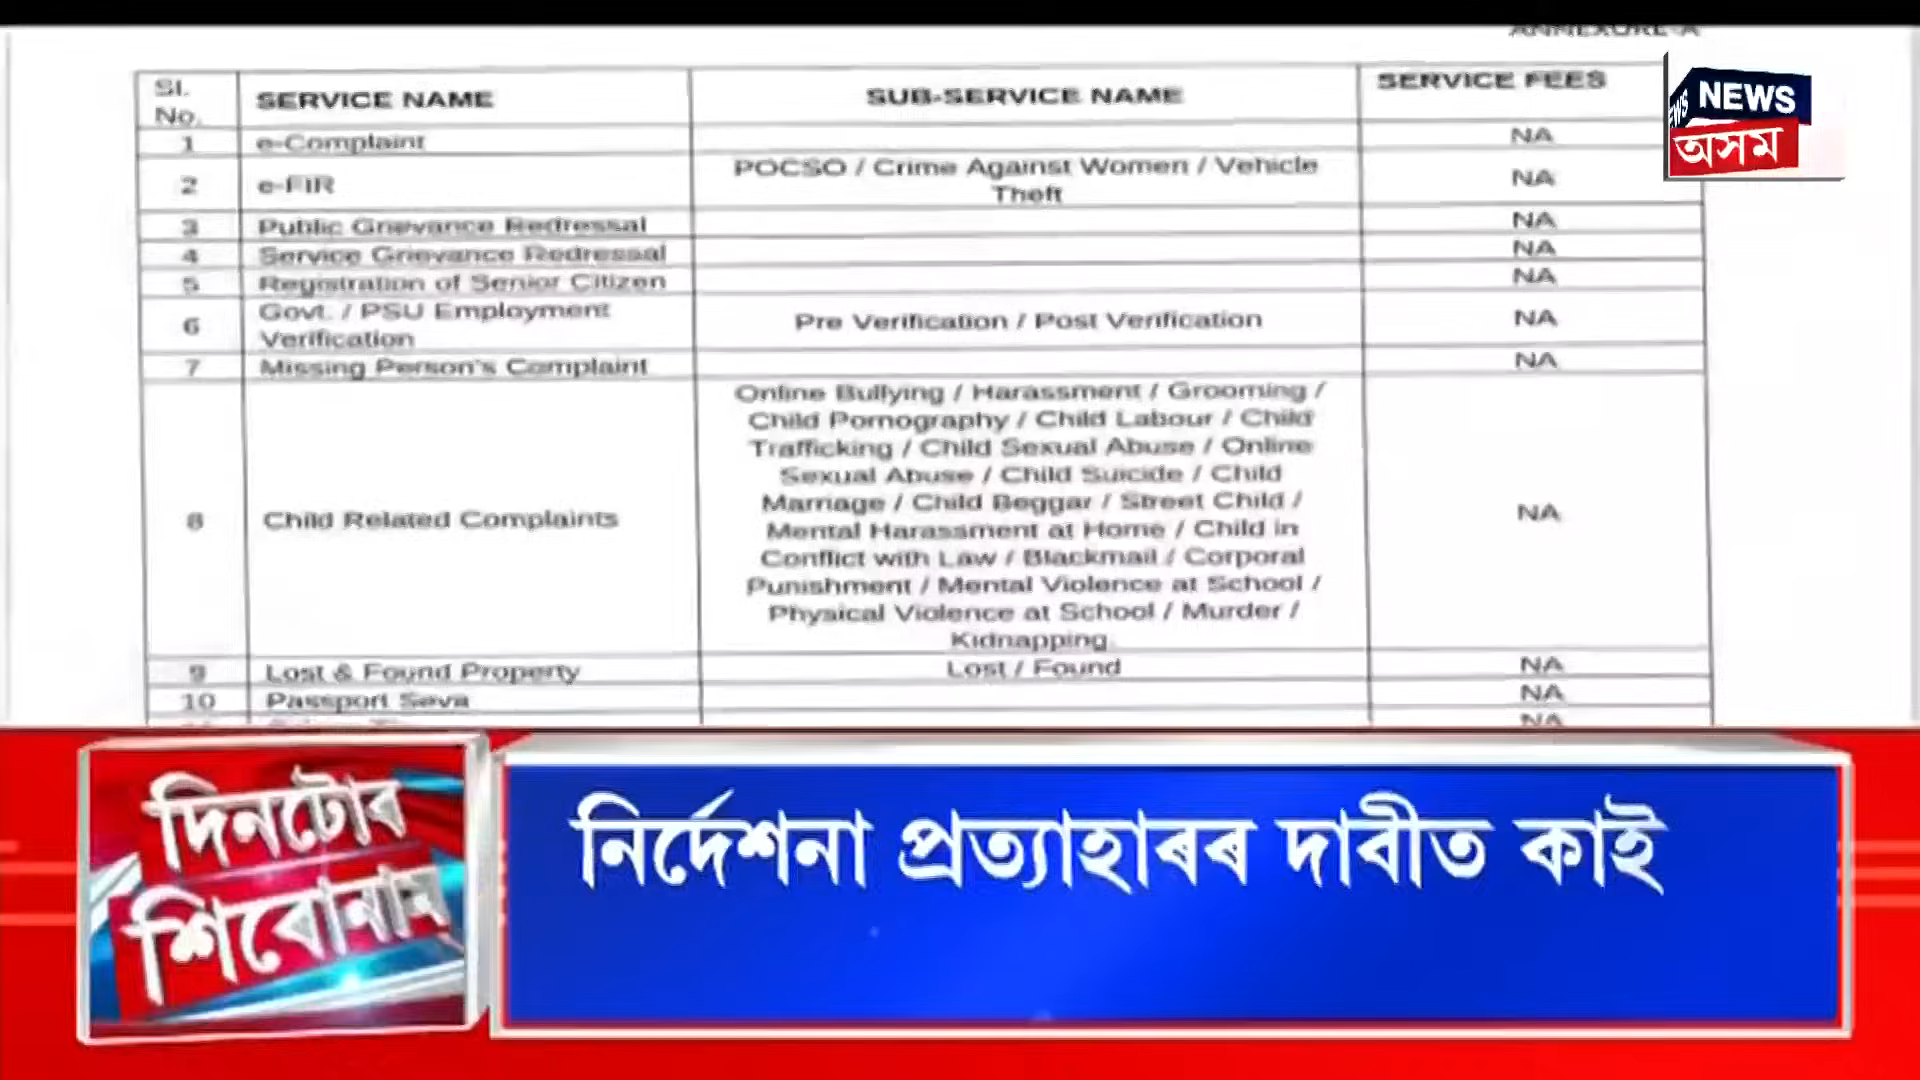 ANNEXURE-A
Sl. No.
SERVICE NAME
SUB-SERVICE NAME
SERVICE FEES
1
e-Complaint
NA
2
e-FIR
POCSO / Crime Against Women / Vehicle
Theft
NA
3
Public Grievance Redressal
NA
4
Service Grievance Redressal
NA
5
Registration of Senior Citizen
NA
6
Govt. / PSU Employment
Verification
Pre Verification / Post Verification
NA
7
Missing Person's Complaint
NA
8
Child Related Complaints
Online Bullying / Harassment / Grooming /
Child Pornography / Child Labour / Child
Trafficking / Child Sexual Abuse / Online
Sexual Abuse / Child Suicide / Child
Marriage / Child Beggar / Street Child /
Mental Harassment at Home / Child in
Conflict with Law / Blackmail / Corporal
Punishment / Mental Violence at School /
Physical Violence at School / Murder /
Kidnapping.
NA
9
Lost & Found Property
Lost / Found
NA
10
Passport Seva
NA
NA
NEWS
অসম
দিনটোৰ
শিৰোনাম
নিৰ্দেশনা প্ৰত্যাহাৰৰ দাবীত কাই